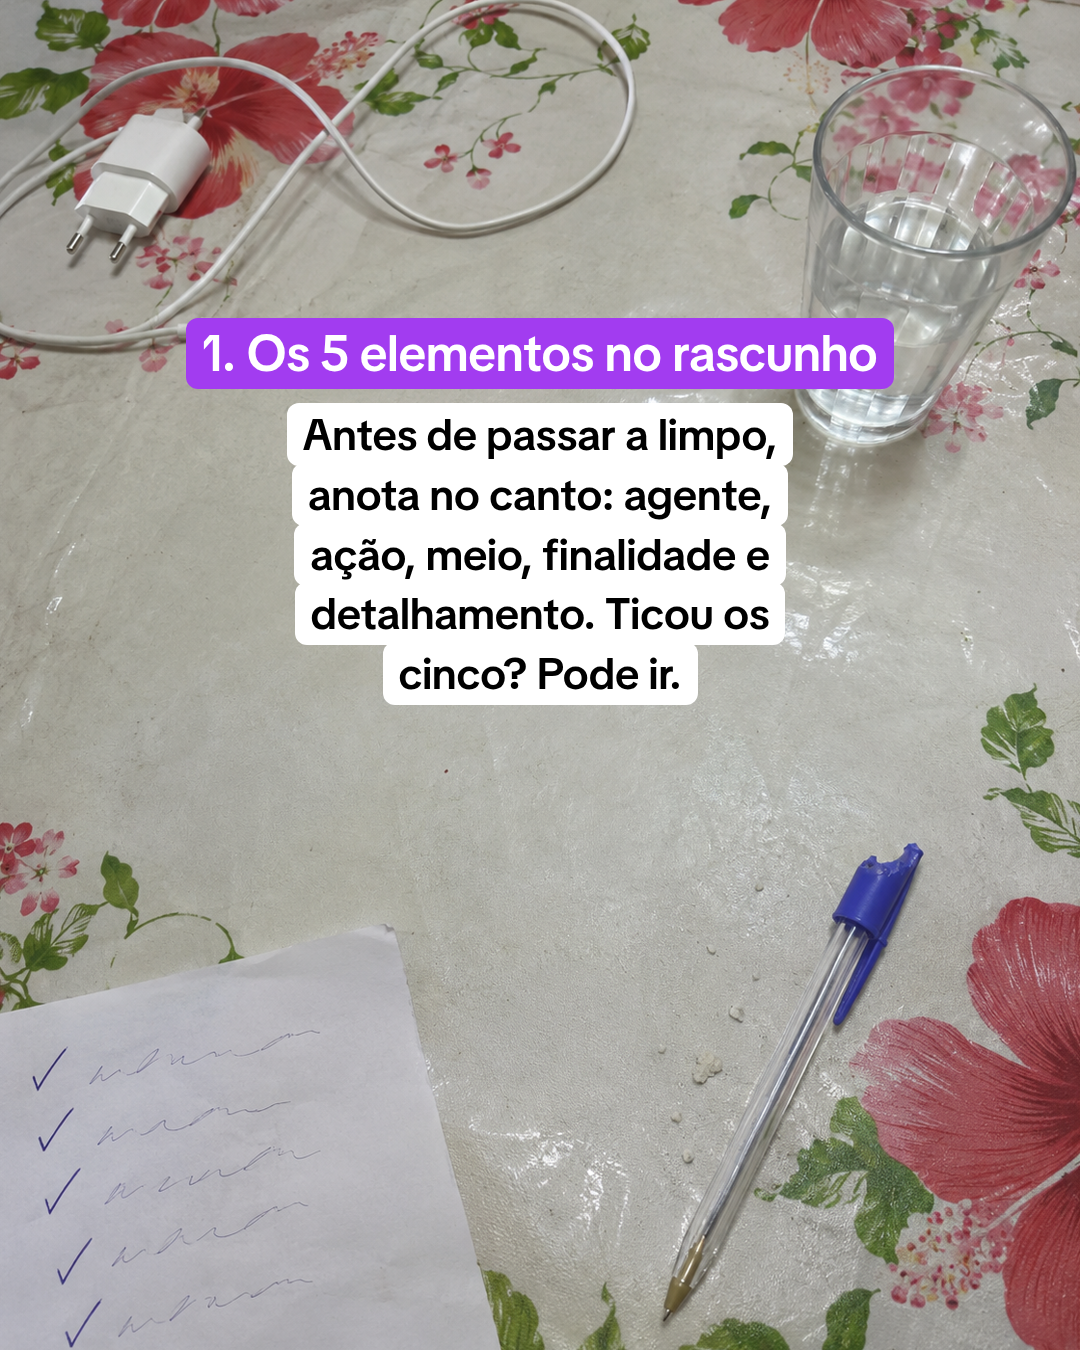 1. Os 5 elementos no rascunho
Antes de passar a limpo,
anota no canto: agente,
ação, meio, finalidade e
detalhamento. Ticou os
cinco? Pode ir.